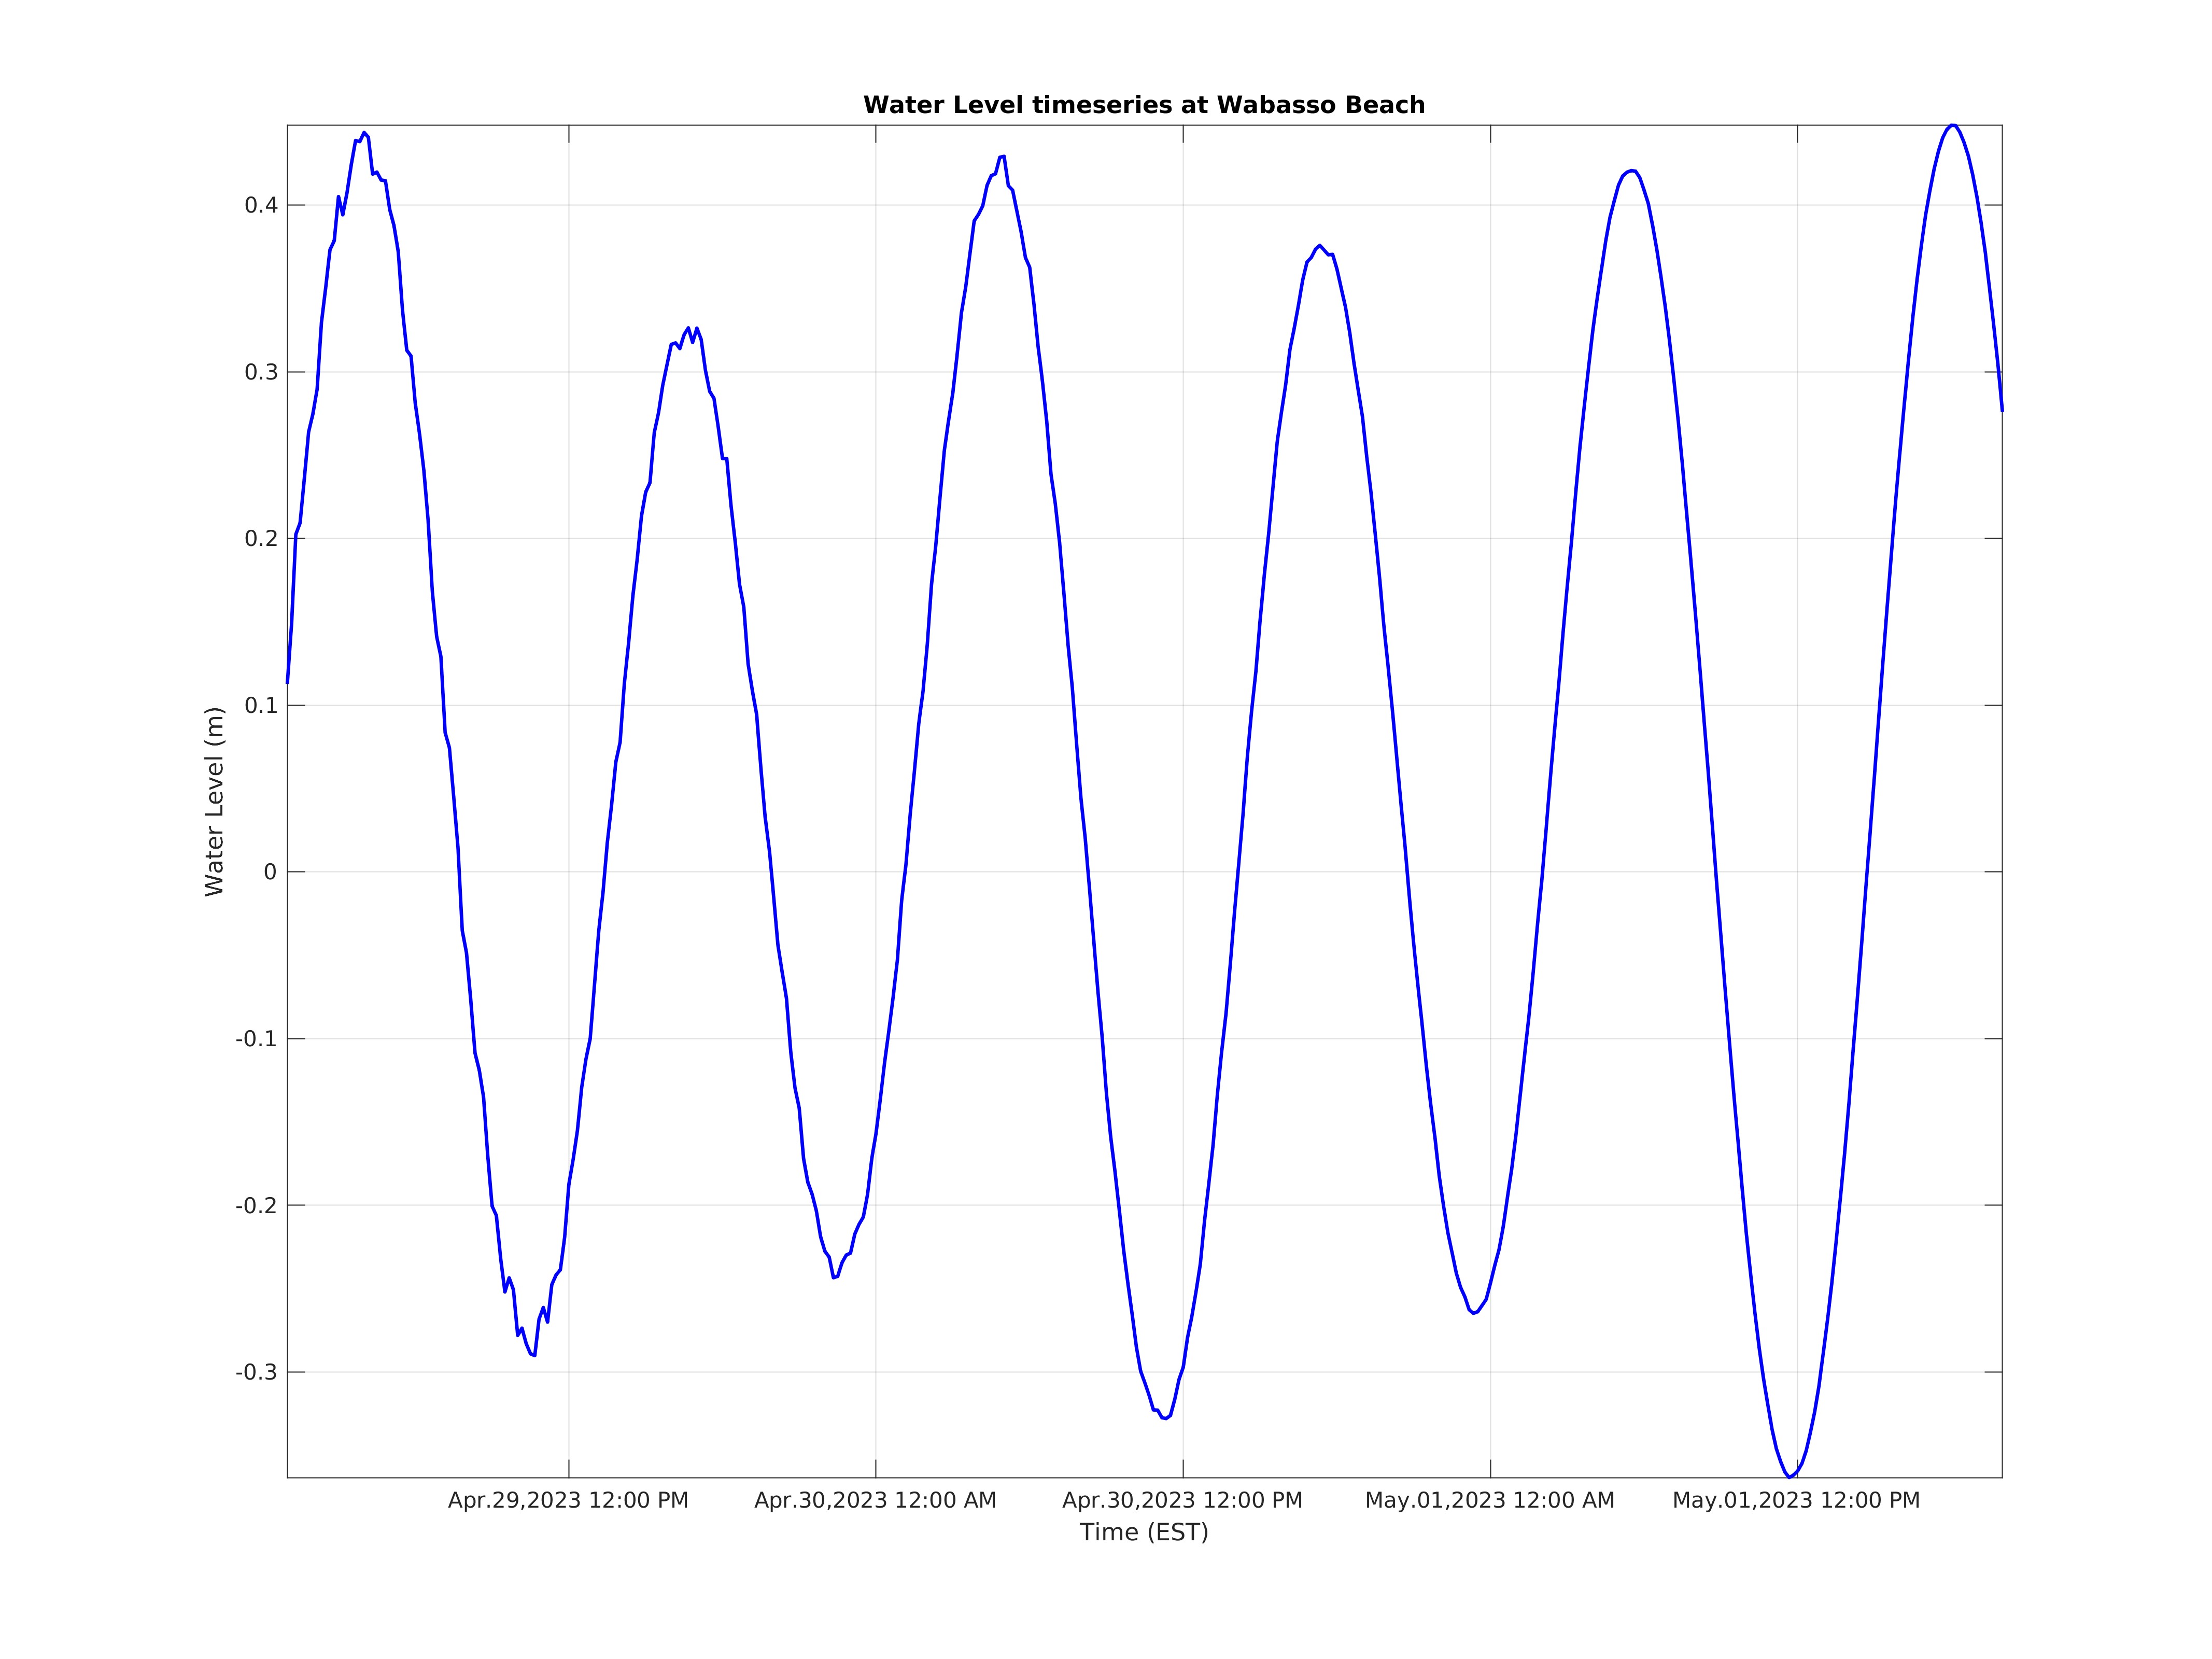 Water Level timeseries at Wabasso Beach
0.4
0.3
0.2
0.1
0
-0.1
-0.2
-0.3
Water Level (m)
Apr.29,2023 12:00 PM
Apr.30,2023 12:00 AM
Apr.30,2023 12:00 PM
May.01,2023 12:00 AM
May.01,2023 12:00 PM
Time (EST)